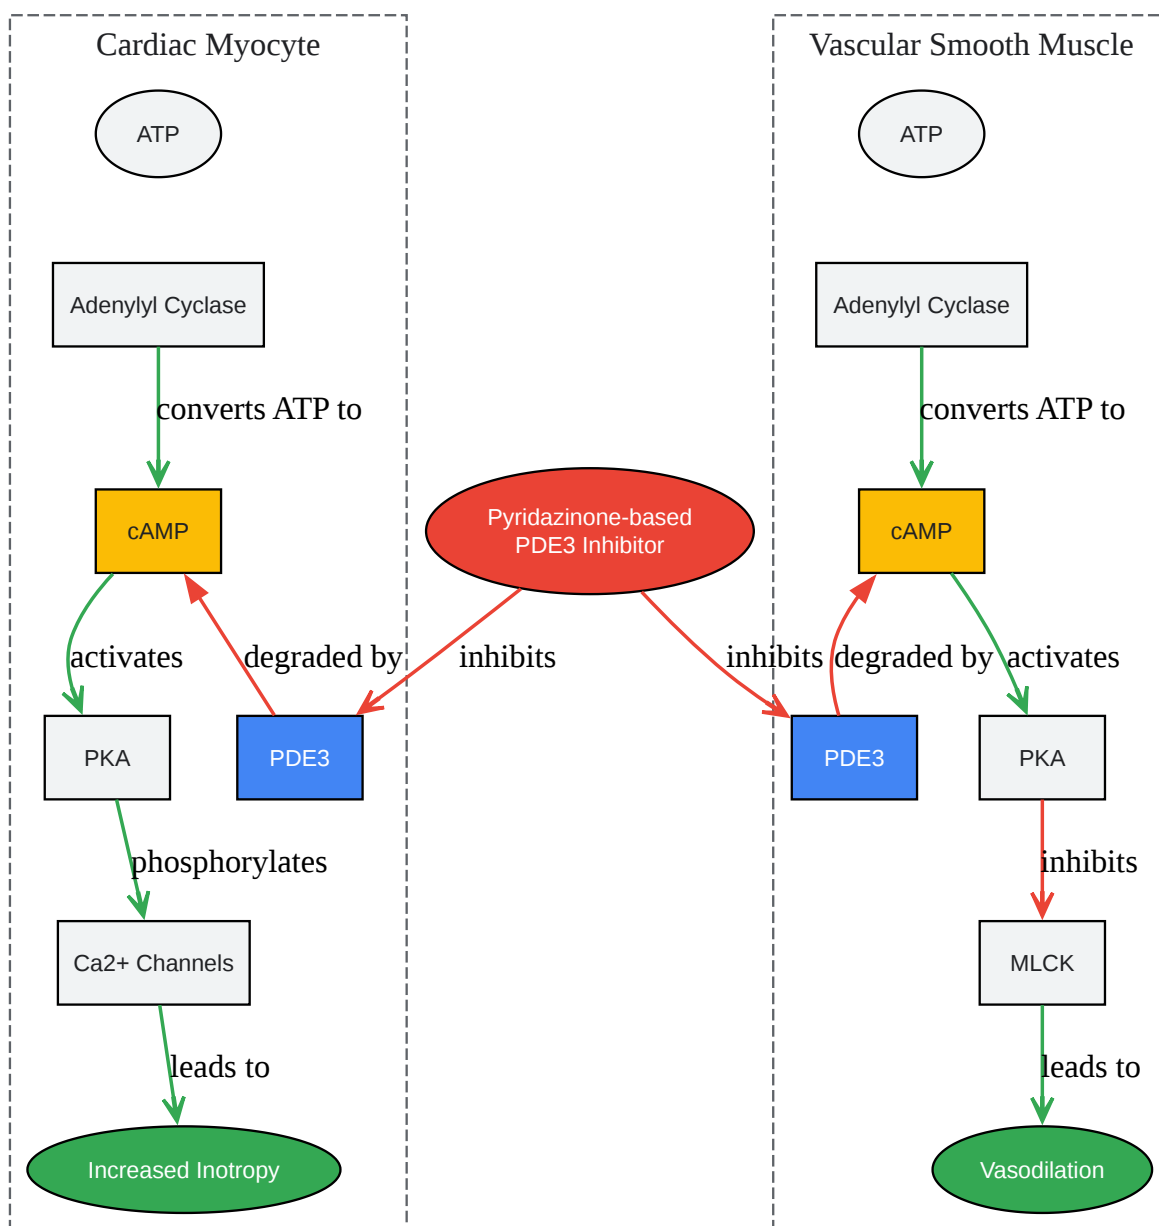 Cardiac Myocyte
ATP
Adenylyl Cyclase
converts ATP to
cAMP
activates
degraded by
PKA
PDE3
phosphorylates
Ca2+ Channels
leads to
Increased Inotropy
Pyridazinone-based
PDE3 Inhibitor
inhibits
inhibits
Vascular Smooth Muscle
ATP
Adenylyl Cyclase
converts ATP to
cAMP
degraded by
activates
PDE3
PKA
inhibits
MLCK
leads to
Vasodilation